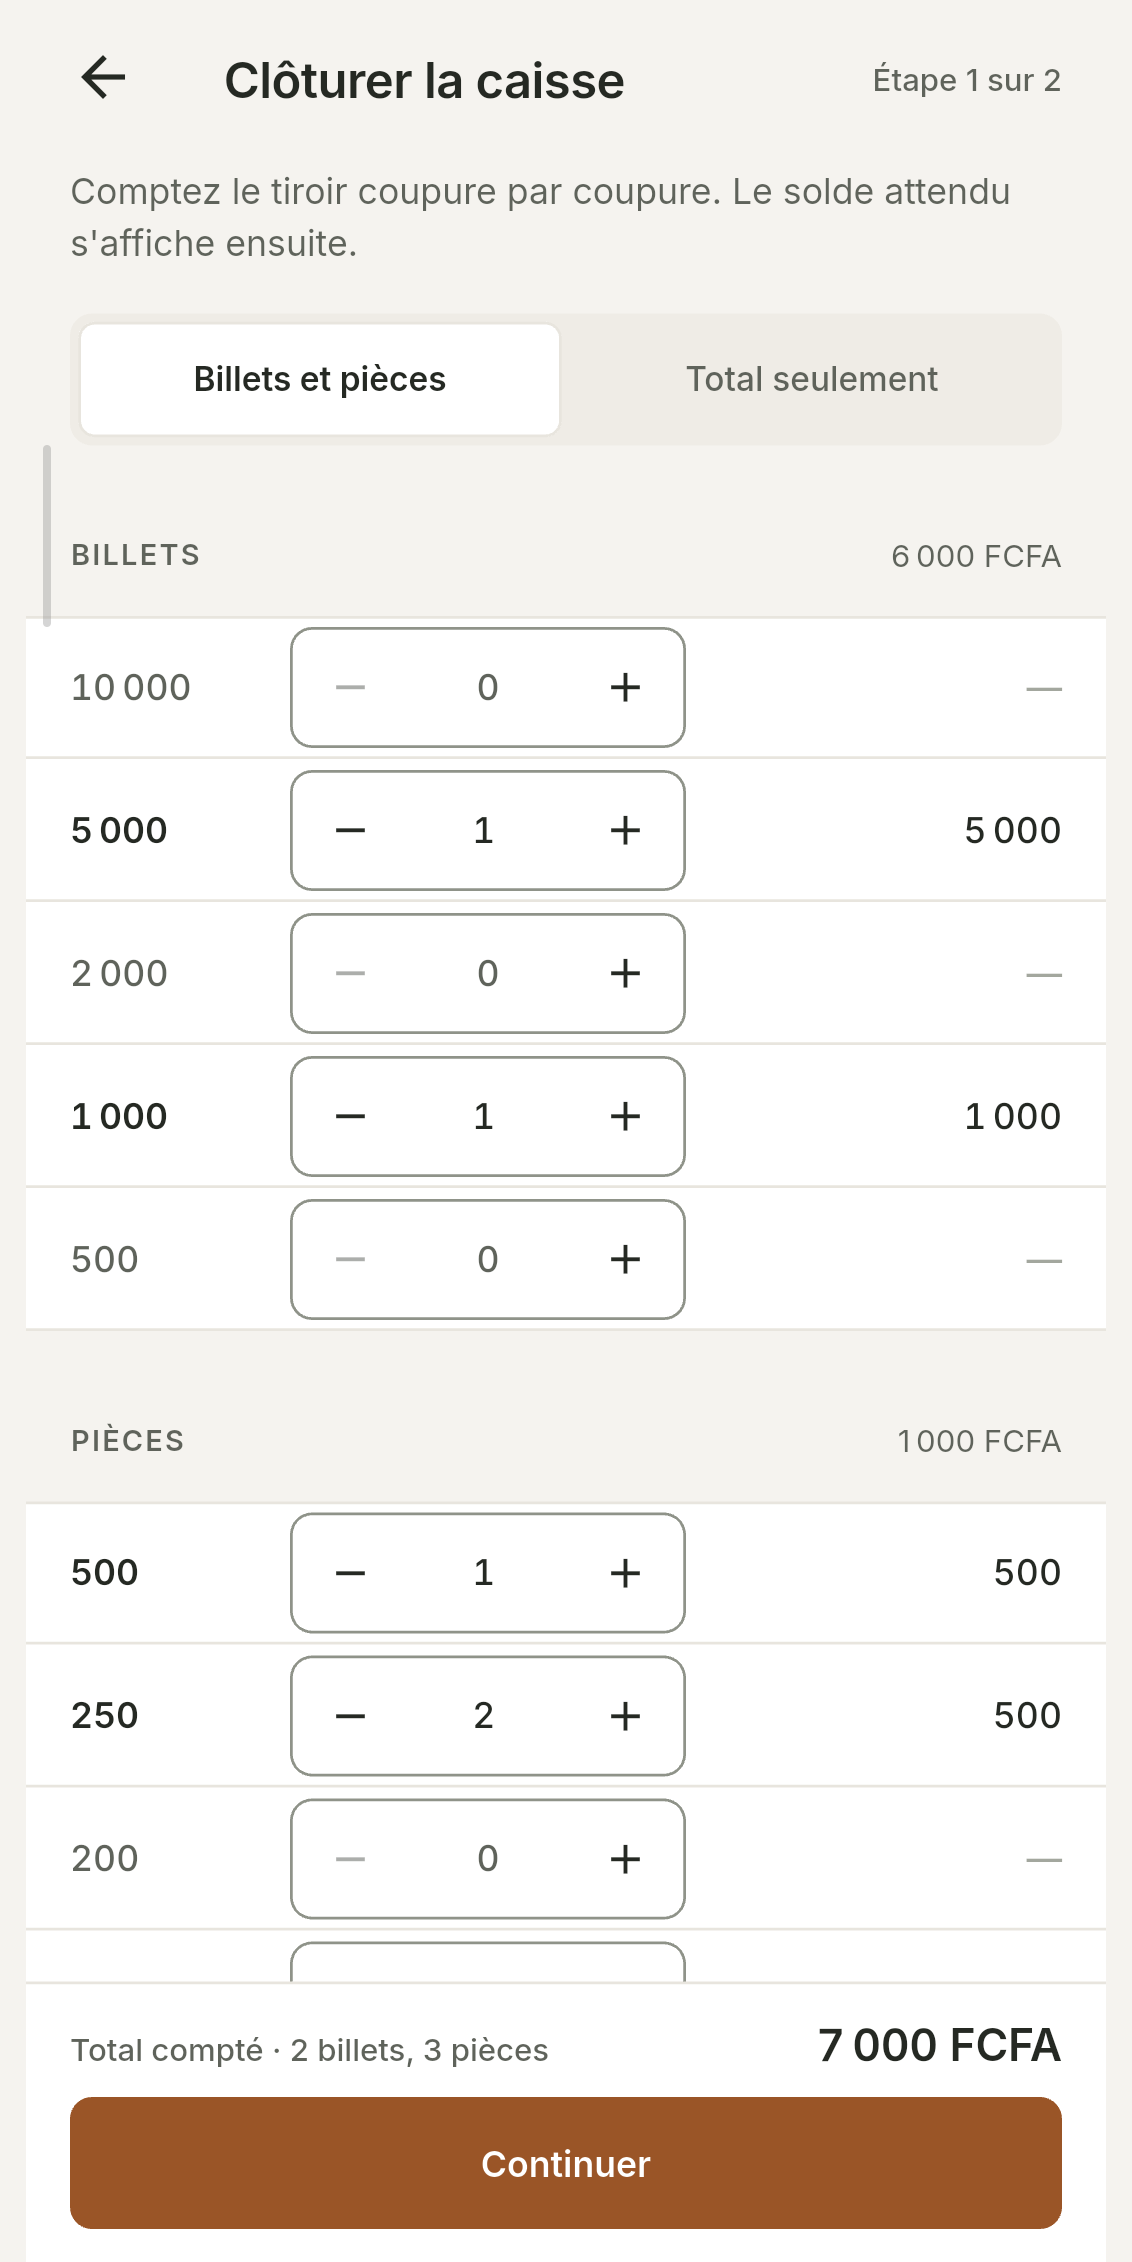 Clôturer la caisse
Étape 1 sur 2
Comptez le tiroir coupure par coupure. Le solde attendu
s'affiche ensuite.
Billets et pièces
Total seulement
BILLETS
6 000 FCFA
10 000 − 0 + —
5 000 − 1 + 5 000
2 000 − 0 + —
1 000 − 1 + 1 000
500 − 0 + —
PIÈCES
1 000 FCFA
500 − 1 + 500
250 − 2 + 500
200 − 0 + —
Total compté · 2 billets, 3 pièces
7 000 FCFA
Continuer